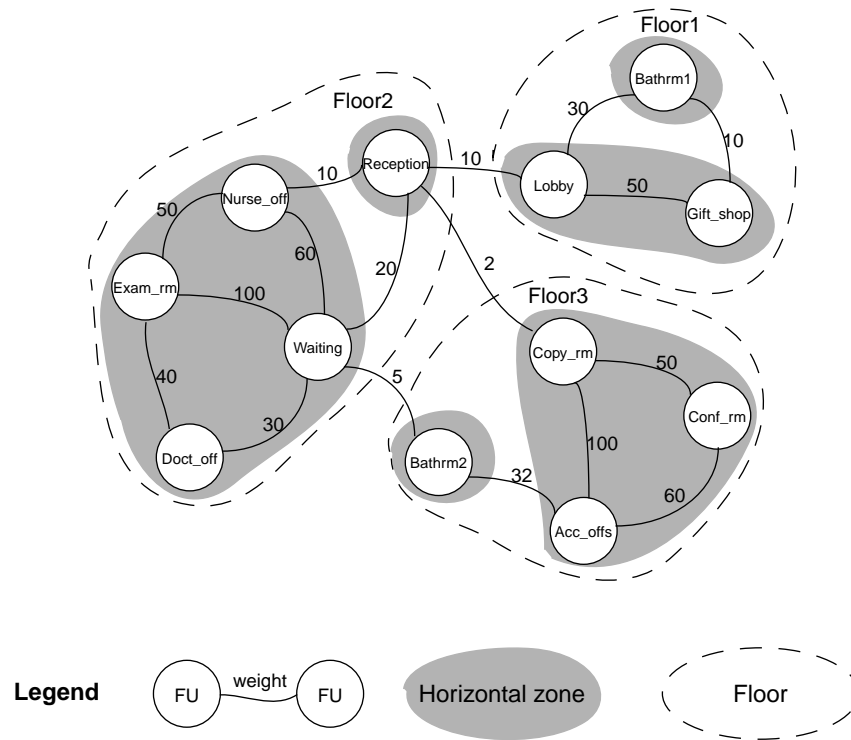 Floor1
Bathrm1
30
10
Lobby
50
Gift_shop
Floor2
Reception
10
10
Nurse_off
50
60
20
2
Exam_rm
100
Waiting
40
30
Doct_off
5
Floor3
Copy_rm
50
Conf_rm
100
60
Bathrm2
32
Acc_offs
Legend
FU
weight
FU
Horizontal zone
Floor